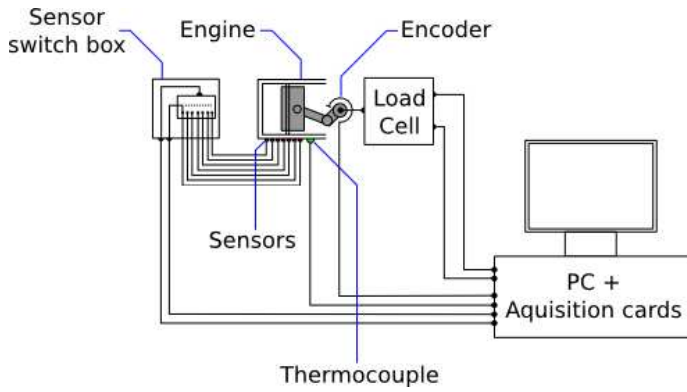 Sensor
switch box
Engine
Encoder
Load
Cell
Sensors
PC +
Aquisition cards
Thermocouple